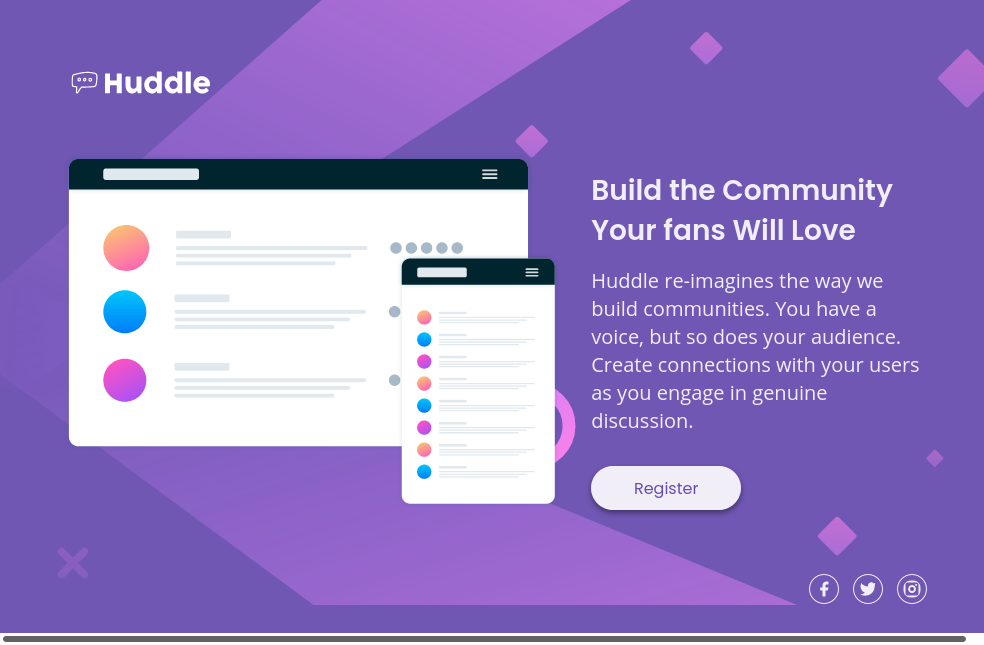 Huddle
Build the Community
Your fans Will Love
Huddle re-imagines the way we
build communities. You have a
voice, but so does your audience.
Create connections with your users
as you engage in genuine
discussion.
Register